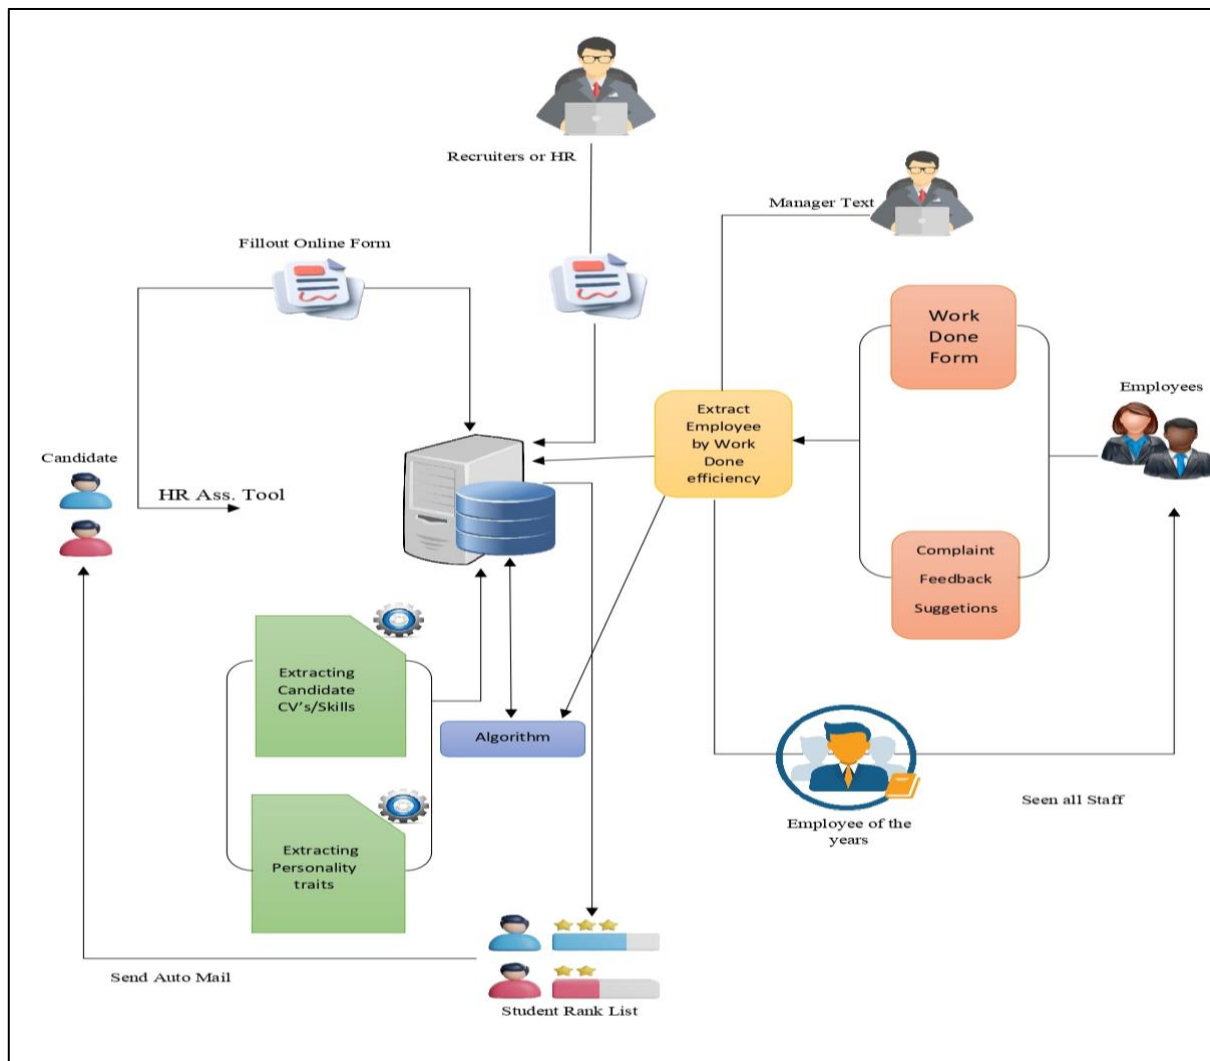 Recruiters or HR
Manager Text
Fillout Online Form
Work
Done
Form
Employees
Extract
Employee
by Work
Done
efficiency
Candidate
HR Ass. Tool
Complaint
Feedback
Suggetions
Extracting
Candidate
CV's/Skills
Algorithm
Seen all Staff
Employee of the
years
Extracting
Personality
traits
Send Auto Mail
Student Rank List